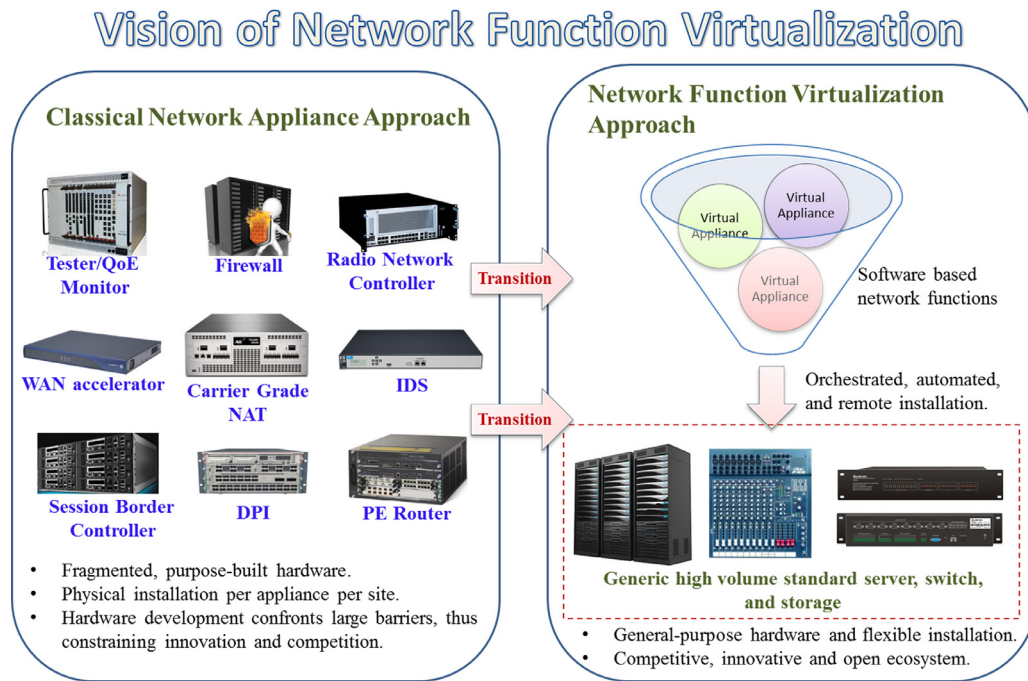 Vision of Network Function Virtualization
Classical Network Appliance Approach
Tester/QoE
Monitor
Firewall
Radio Network
Controller
WAN accelerator
Carrier Grade
NAT
IDS
Session Border
Controller
DPI
PE Router
• Fragmented, purpose-built hardware.
• Physical installation per appliance per site.
• Hardware development confronts large barriers, thus
constraining innovation and competition.
Transition
Transition
Network Function Virtualization
Approach
Virtual
Appliance
Virtual
Appliance
Virtual
Appliance
Software based
network functions
Orchestrated, automated,
and remote installation.
Generic high volume standard server, switch,
and storage
• General-purpose hardware and flexible installation.
• Competitive, innovative and open ecosystem.